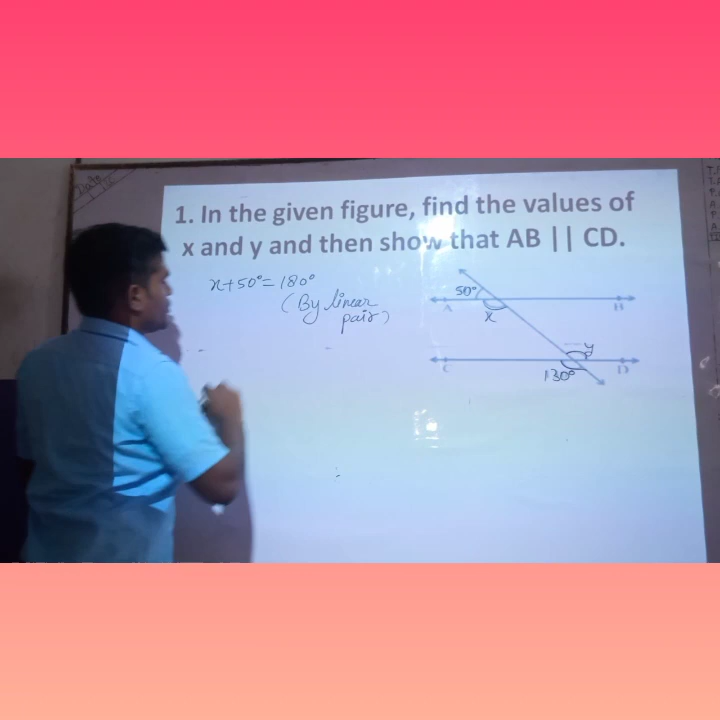 Date
1. In the given figure, find the values of
x and y and then show that AB || CD.
x+50°=180°
(By linear
pair)
50°
A
B
x
y
C
D
130°